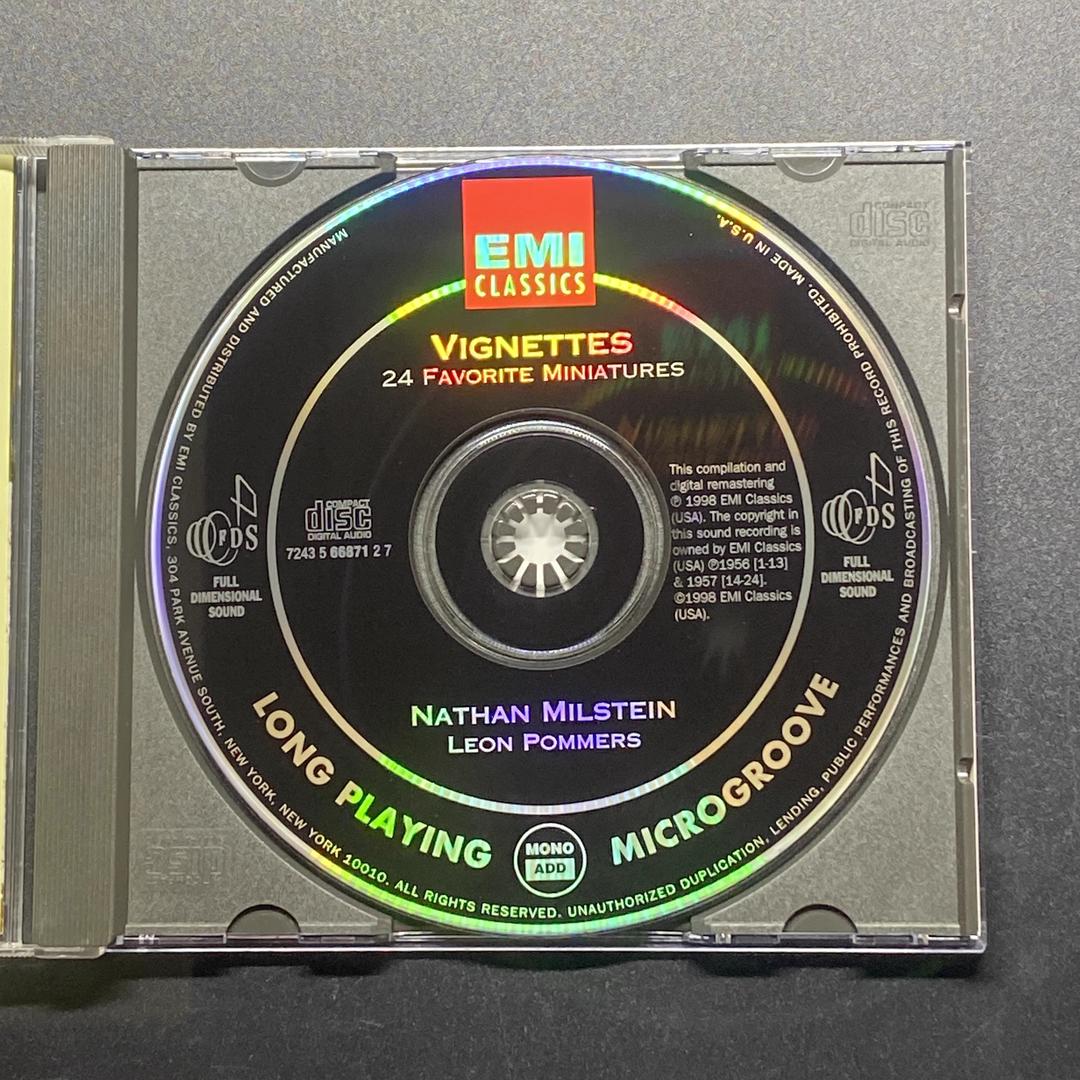 EMI
CLASSICS
VIGNETTES
24 FAVORITE MINIATURES
COMPACT
disc
DIGITAL AUDIO
7243 5 66871 2 7
This compilation and
digital remastering
℗ 1998 EMI Classics
(USA). The copyright in
this sound recording is
owned by EMI Classics
(USA) ℗1956 [1-13]
& 1957 [14-24].
©1998 EMI Classics
(USA).
FDS
FULL
DIMENSIONAL
SOUND
FDS
FULL
DIMENSIONAL
SOUND
NATHAN MILSTEIN
LEON POMMERS
LONG PLAYING
MICROGROOVE
MONO
ADD
MANUFACTURED AND DISTRIBUTED BY EMI CLASSICS, 304 PARK AVENUE SOUTH, NEW YORK, NEW YORK 10010. ALL RIGHTS RESERVED. UNAUTHORIZED DUPLICATION, LENDING, PUBLIC PERFORMANCES AND BROADCASTING OF THIS RECORD PROHIBITED. MADE IN U.S.A.
COMPACT
disc
DIGITAL AUDIO